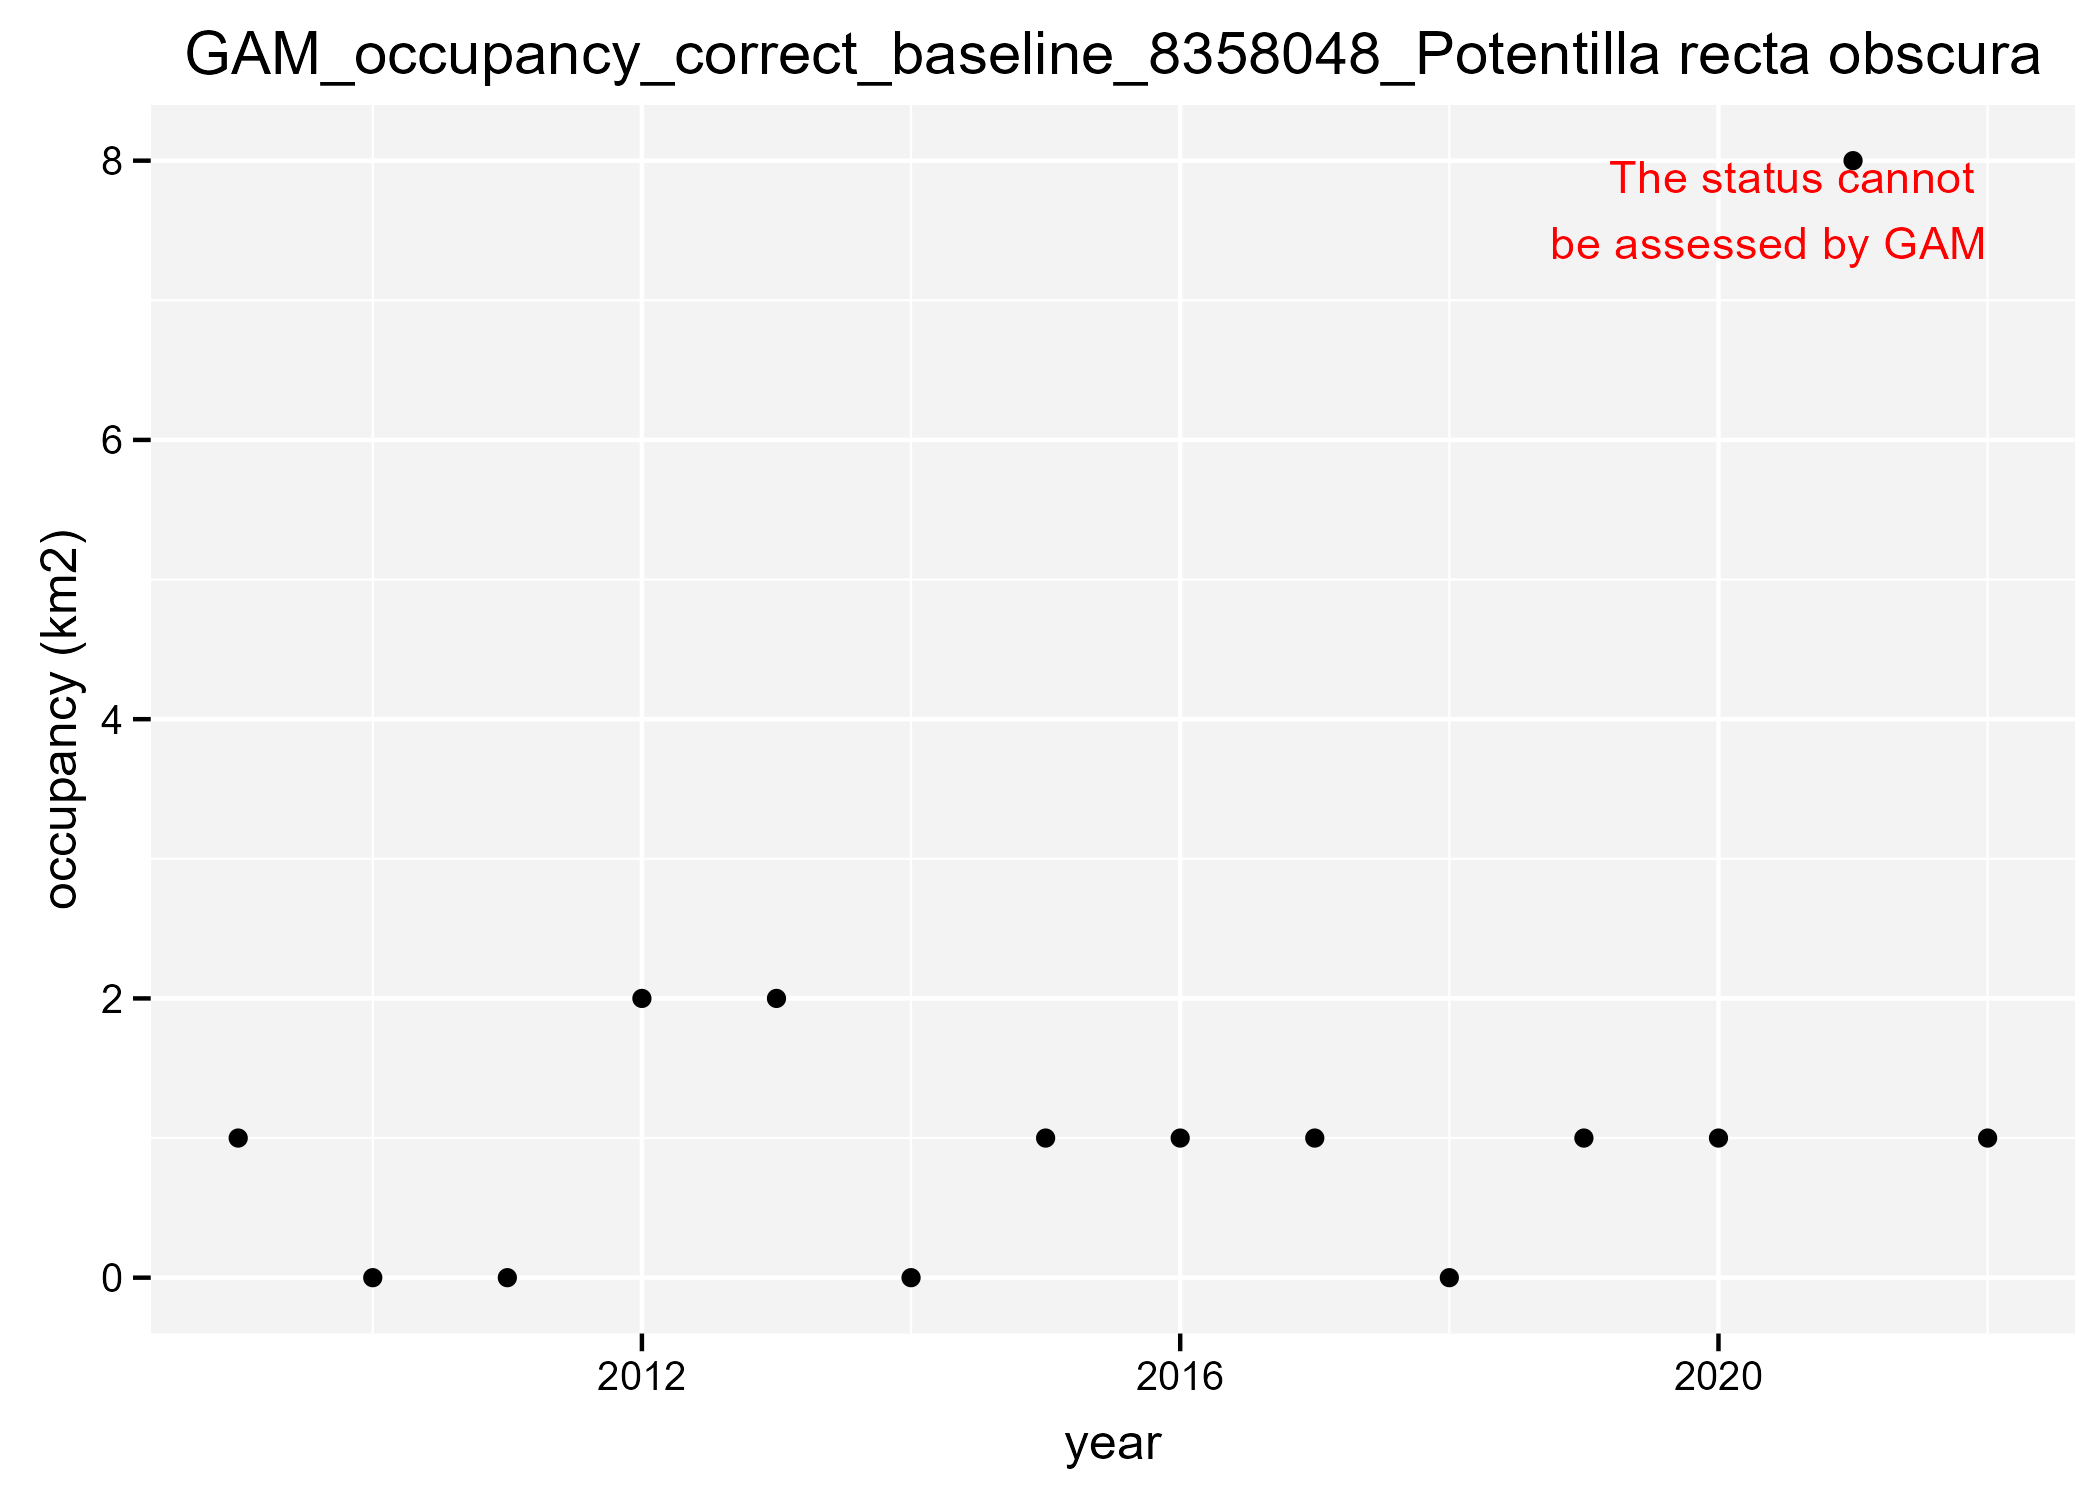 GAM_occupancy_correct_baseline_8358048_Potentilla recta obscura
8
The status cannot
be assessed by GAM
6
occupancy (km2)
4
2
0
2012 2016 2020
year